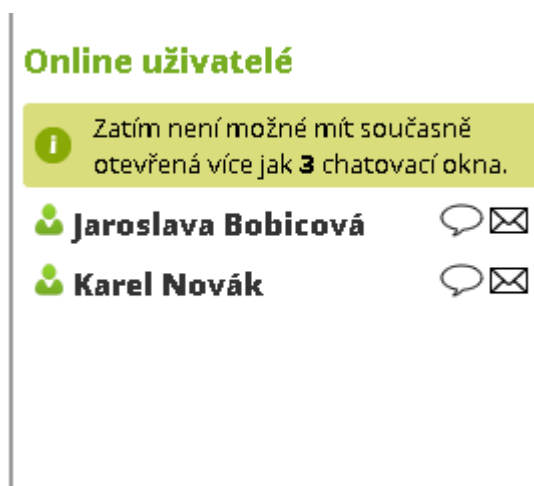 Online uživatelé
Zatím není možné mít současně
otevřená více jak 3 chatovací okna.
Jaroslava Bobicová
Karel Novák